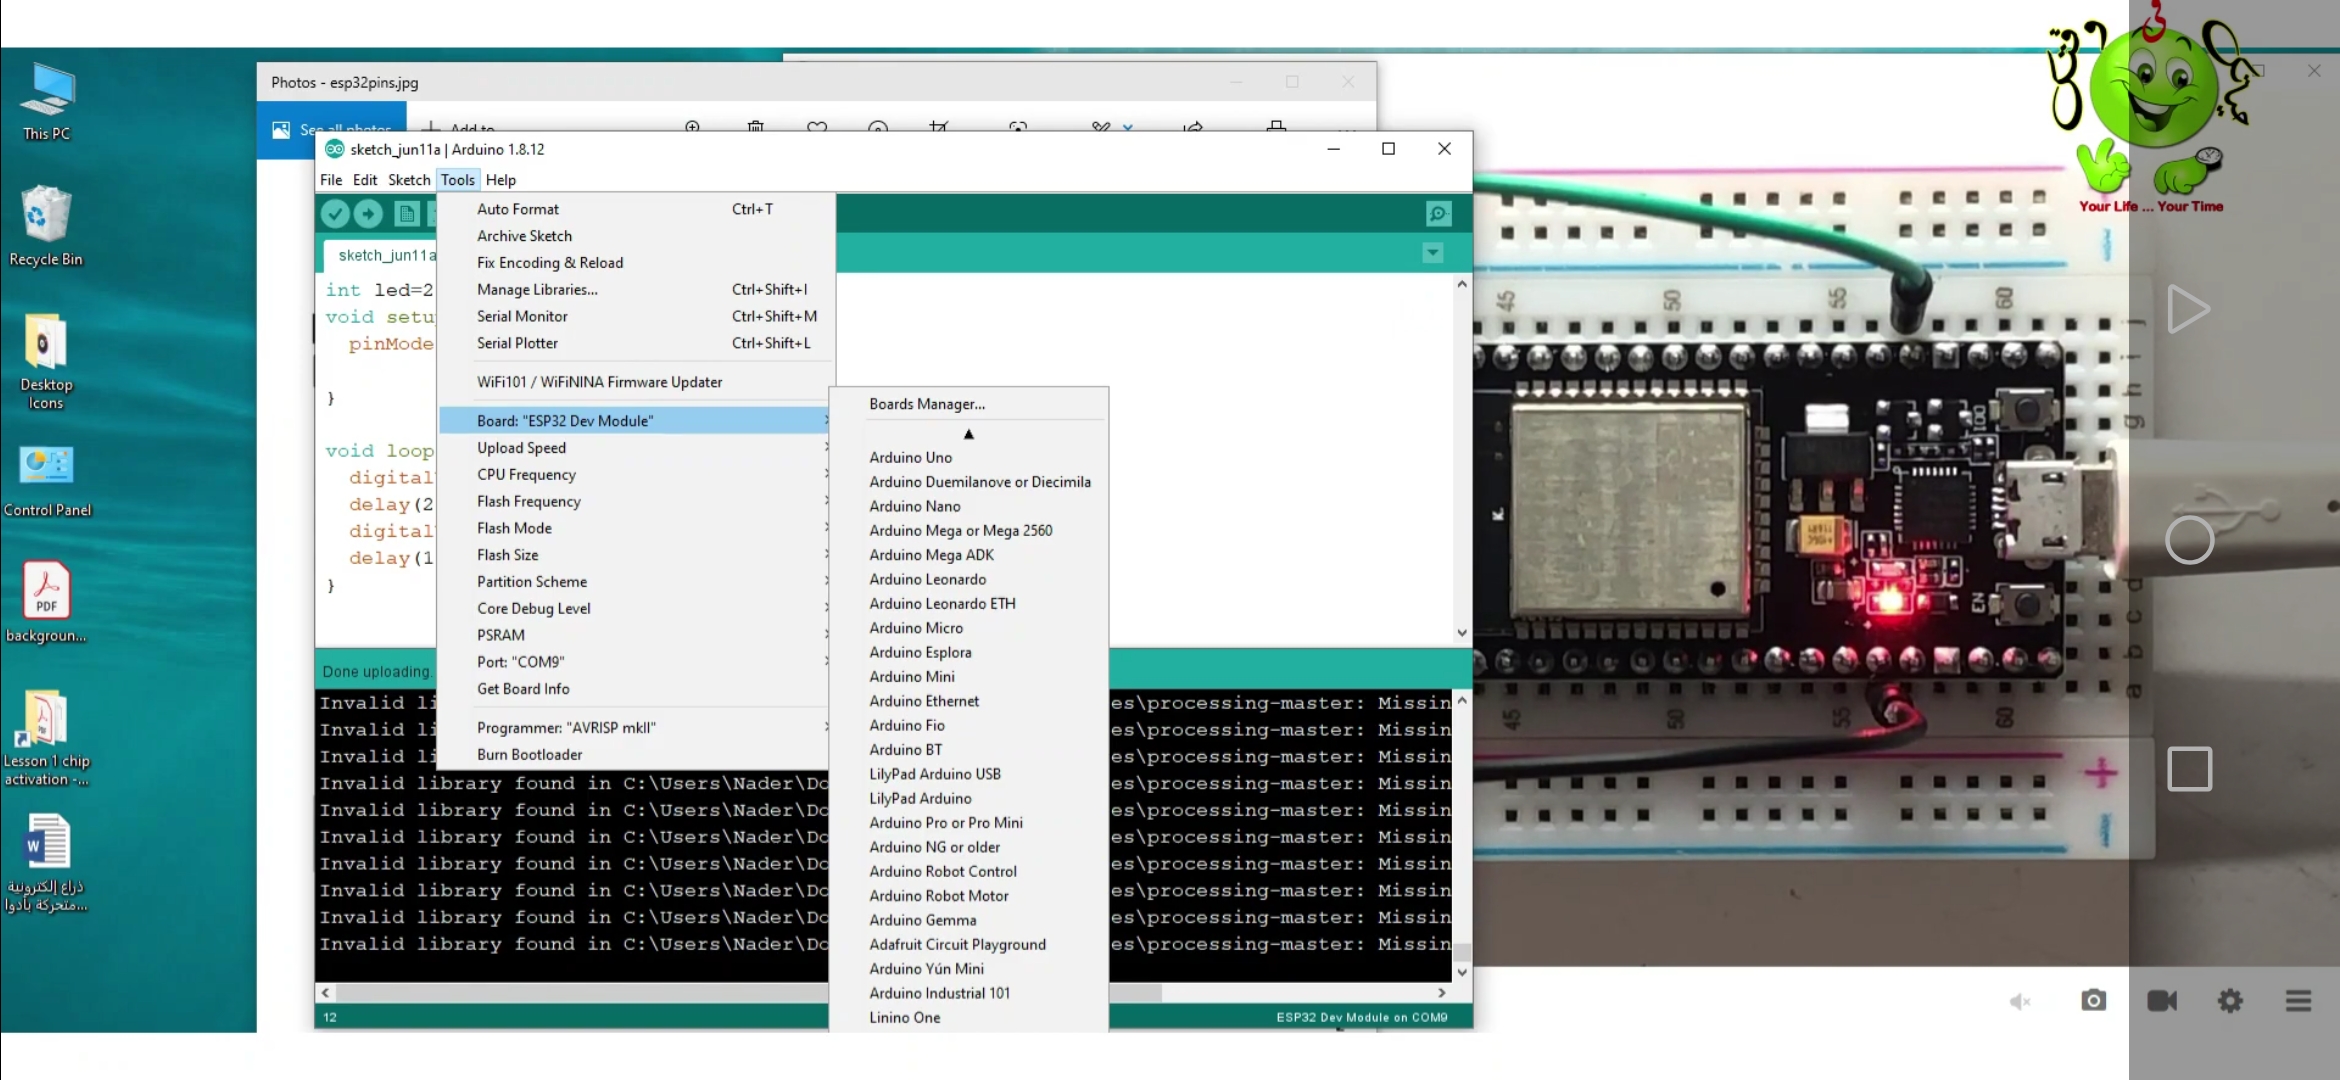 This PC
Recycle Bin
Desktop
Icons
Control Panel
PDF
backgroun...
Lesson 1 chip
activation -...
W
ذراع إلكترونية
متحركة بأدوا...
Photos - esp32pins.jpg
See all photos
Add to
sketch_jun11a | Arduino 1.8.12
File Edit Sketch Tools Help
sketch_jun11a
int led=2
void setu
pinMode
}
void loop
digital
delay(2
digital
delay(1
}
Auto Format Ctrl+T
Archive Sketch
Fix Encoding & Reload
Manage Libraries... Ctrl+Shift+I
Serial Monitor Ctrl+Shift+M
Serial Plotter Ctrl+Shift+L
WiFi101 / WiFiNINA Firmware Updater
Board: "ESP32 Dev Module"
Upload Speed
CPU Frequency
Flash Frequency
Flash Mode
Flash Size
Partition Scheme
Core Debug Level
PSRAM
Port: "COM9"
Get Board Info
Programmer: "AVRISP mkII"
Burn Bootloader
Boards Manager...
Arduino Uno
Arduino Duemilanove or Diecimila
Arduino Nano
Arduino Mega or Mega 2560
Arduino Mega ADK
Arduino Leonardo
Arduino Leonardo ETH
Arduino Micro
Arduino Esplora
Arduino Mini
Arduino Ethernet
Arduino Fio
Arduino BT
LilyPad Arduino USB
LilyPad Arduino
Arduino Pro or Pro Mini
Arduino NG or older
Arduino Robot Control
Arduino Robot Motor
Arduino Gemma
Adafruit Circuit Playground
Arduino Yún Mini
Arduino Industrial 101
Linino One
Done uploading.
Invalid li es\processing-master: Missin
Invalid li es\processing-master: Missin
Invalid li es\processing-master: Missin
Invalid library found in C:\Users\Nader\Do es\processing-master: Missin
Invalid library found in C:\Users\Nader\Do es\processing-master: Missin
Invalid library found in C:\Users\Nader\Do es\processing-master: Missin
Invalid library found in C:\Users\Nader\Do es\processing-master: Missin
Invalid library found in C:\Users\Nader\Do es\processing-master: Missin
Invalid library found in C:\Users\Nader\Do es\processing-master: Missin
Invalid library found in C:\Users\Nader\Do es\processing-master: Missin
12 ESP32 Dev Module on COM9
Your Life ... Your Time
45 50 55 60
j
i
h
g
EN
d
c
b
a
45 50 55 60